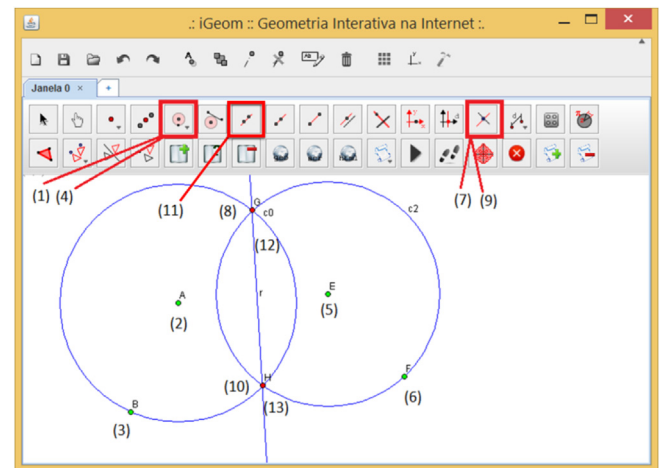 .: iGeom :: Geometria Interativa na Internet :.
Janela 0
(1) (4)
(11)
(7) (9)
(8)
G
c0
c2
(12)
A
(2)
r
E
(5)
(10)
H
(13)
F
(6)
B
(3)